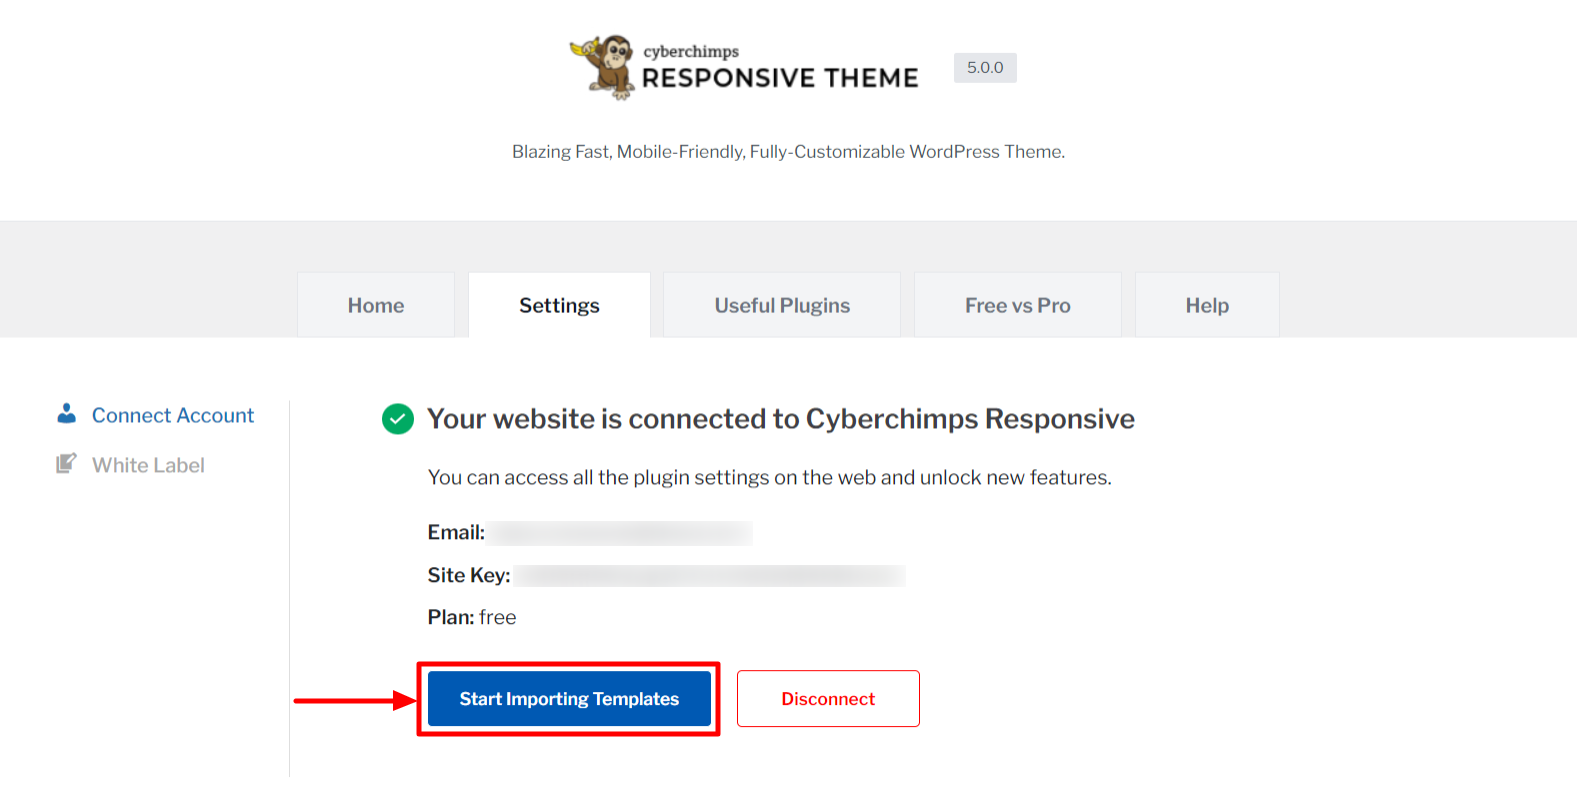 cyberchimps
RESPONSIVE THEME
5.0.0
Blazing Fast, Mobile-Friendly, Fully-Customizable WordPress Theme.
Home
Settings
Useful Plugins
Free vs Pro
Help
Connect Account
White Label
Your website is connected to Cyberchimps Responsive
You can access all the plugin settings on the web and unlock new features.
Email:
Site Key:
Plan: free
Start Importing Templates
Disconnect